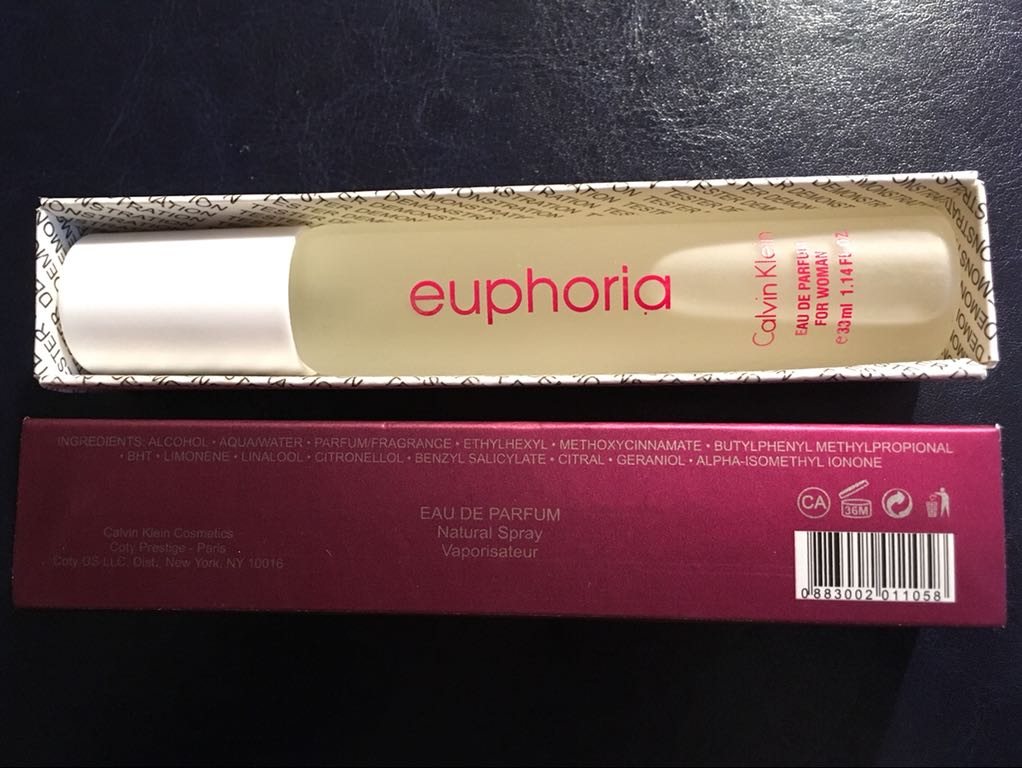 euphoria
Calvin Klein
EAU DE PARFUM
FOR WOMAN
e 33ml 1.14 FL OZ
DEMONSTRATION
TESTER
INGREDIENTS: ALCOHOL • AQUA/WATER • PARFUM/FRAGRANCE • ETHYLHEXYL • METHOXYCINNAMATE • BUTYLPHENYL METHYLPROPIONAL
• BHT • LIMONENE • LINALOOL • CITRONELLOL • BENZYL SALICYLATE • CITRAL • GERANIOL • ALPHA-ISOMETHYL IONONE
EAU DE PARFUM
Natural Spray
Vaporisateur
Calvin Klein Cosmetics
Coty Prestige - Paris
Coty US LLC. Dist., New York, NY 10016
CA
36M
0 883002 011058